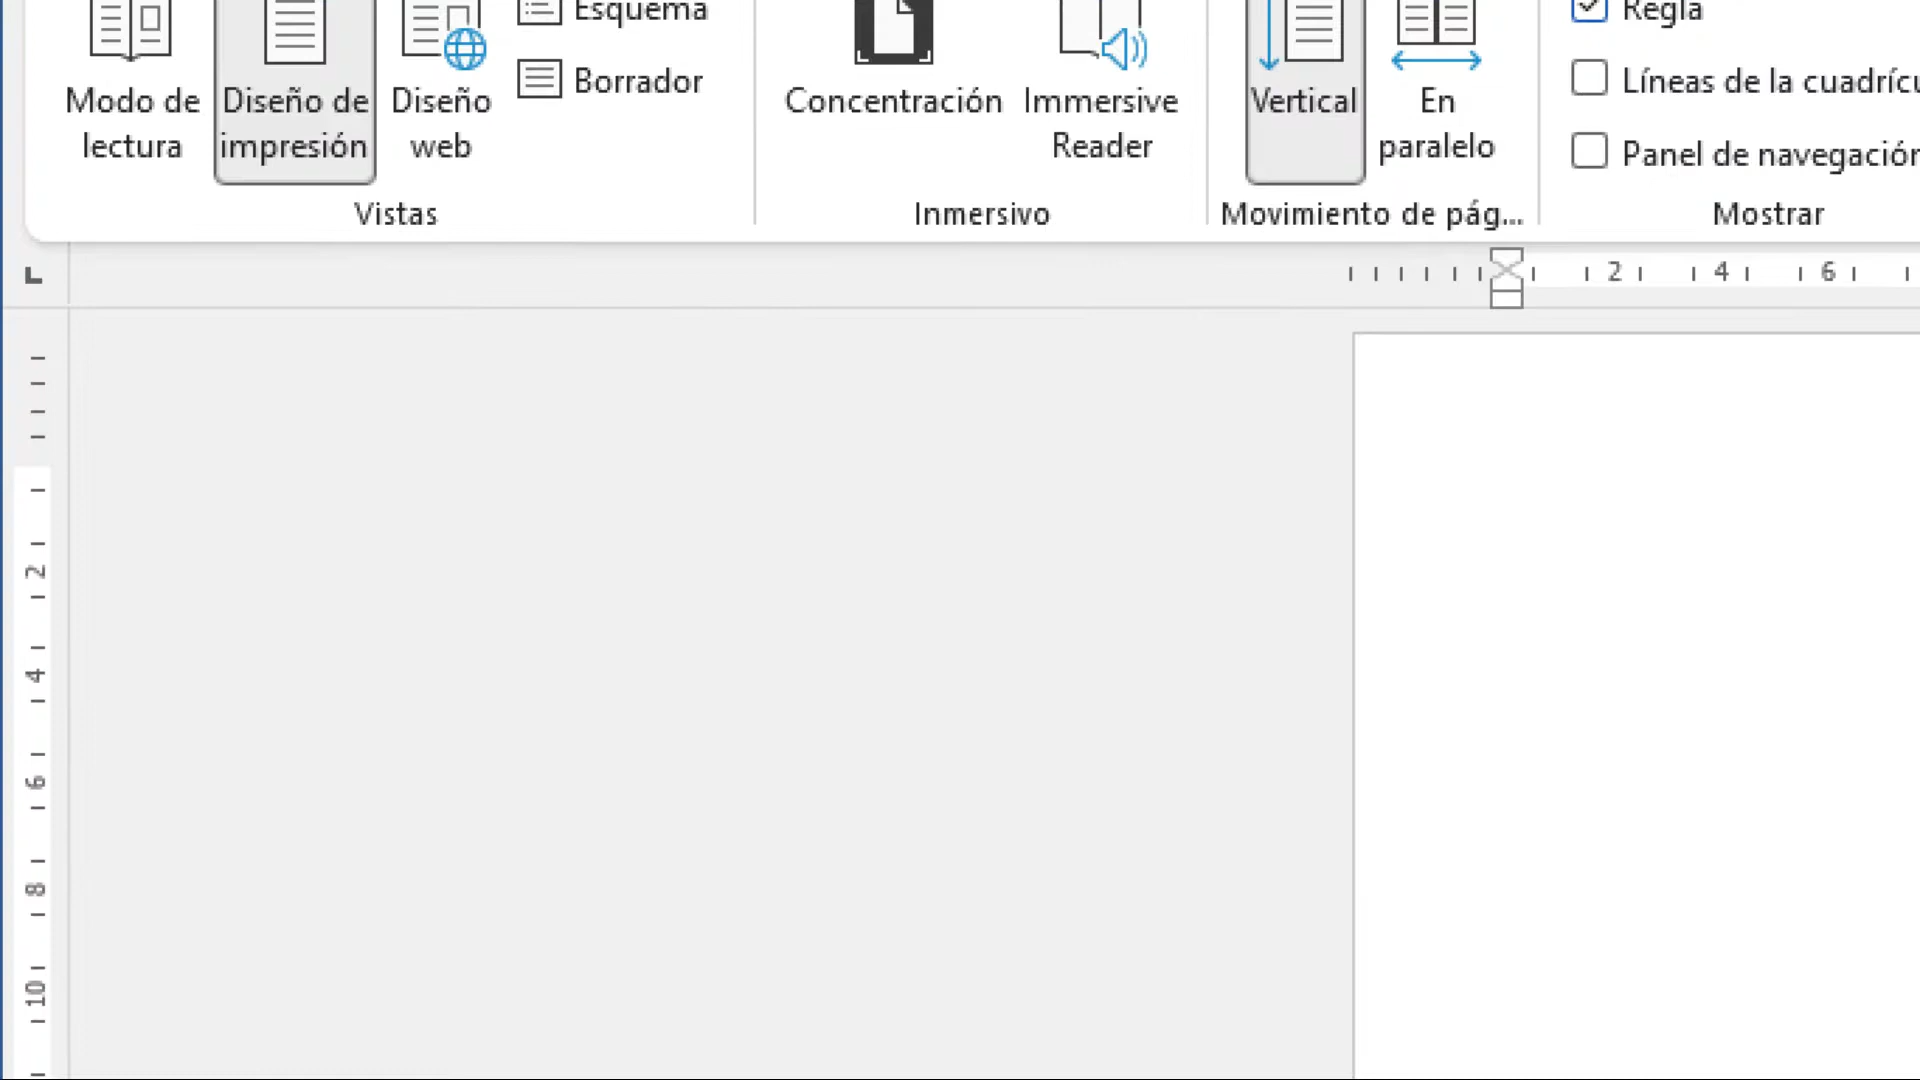 Esquema
Regla
Borrador
Líneas de la cuadrícu
Modo de lectura
Diseño de impresión
Diseño web
Concentración
Immersive Reader
Vertical
En paralelo
Panel de navegación
Vistas
Inmersivo
Movimiento de pág...
Mostrar
2 4 6
2
4
6
8
10